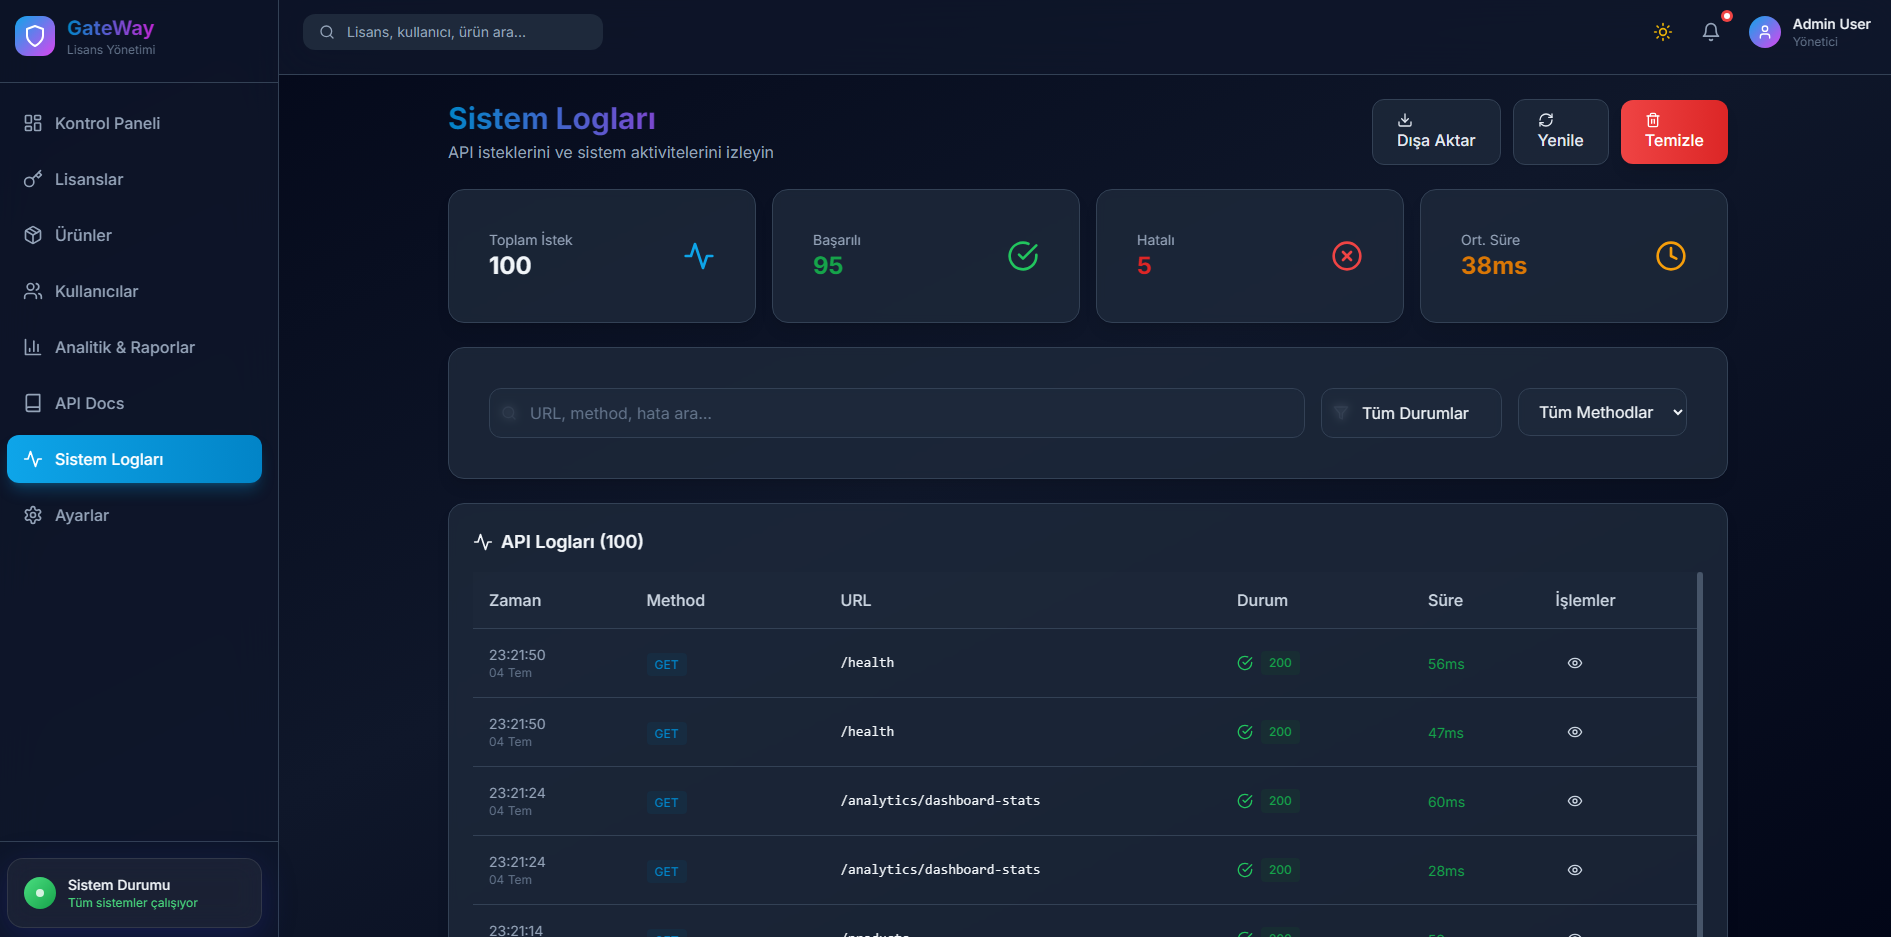 GateWay
Lisans Yönetimi
Lisans, kullanıcı, ürün ara...
Admin User
Yönetici
Kontrol Paneli
Lisanslar
Ürünler
Kullanıcılar
Analitik & Raporlar
API Docs
Sistem Logları
Ayarlar
Sistem Durumu
Tüm sistemler çalışıyor
Sistem Logları
API isteklerini ve sistem aktivitelerini izleyin
Dışa Aktar
Yenile
Temizle
Toplam İstek
100
Başarılı
95
Hatalı
5
Ort. Süre
38ms
URL, method, hata ara...
Tüm Durumlar
Tüm Methodlar
API Logları (100)
Zaman Method URL Durum Süre İşlemler
23:21:50
04 Tem
GET /health 200 56ms
23:21:50
04 Tem
GET /health 200 47ms
23:21:24
04 Tem
GET /analytics/dashboard-stats 200 60ms
23:21:24
04 Tem
GET /analytics/dashboard-stats 200 28ms
23:21:14